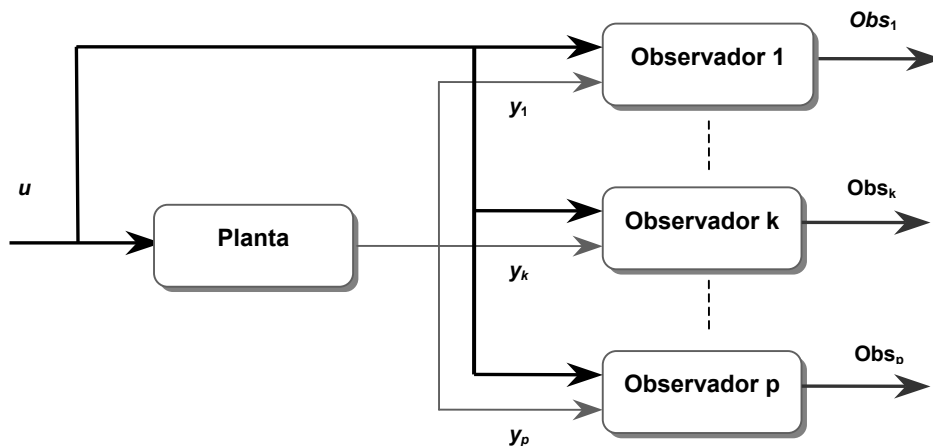 Obs₁
Observador 1
y₁
u
Obsₖ
Observador k
Planta
yₖ
Obsₚ
Observador p
yₚ